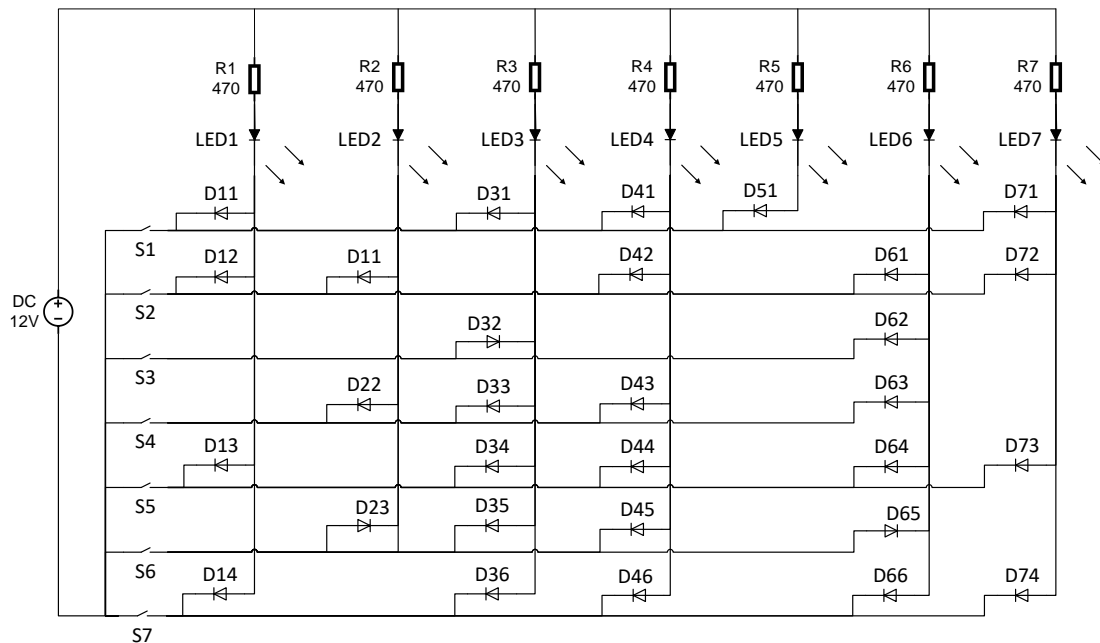 R1 R2 R3 R4 R5 R6 R7
470 470 470 470 470 470 470
LED1 LED2 LED3 LED4 LED5 LED6 LED7
D11 D31 D41 D51 D71
S1
D12 D11 D42 D61 D72
DC
12V
+
−
S2
D32 D62
S3
D22 D33 D43 D63
S4
D13 D34 D44 D64 D73
S5
D23 D35 D45 D65
S6
D14 D36 D46 D66 D74
S7